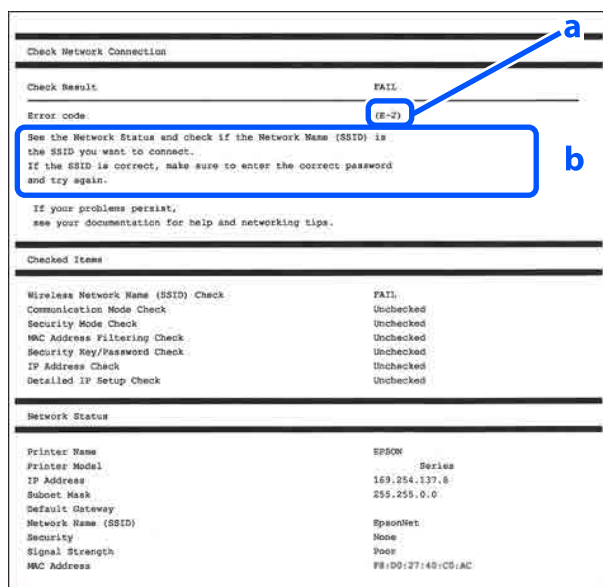 a
Check Network Connection
Check Result FAIL
Error code (E-2)
See the Network Status and check if the Network Name (SSID) is
the SSID you want to connect.
If the SSID is correct, make sure to enter the correct password
and try again.
b
If your problems persist,
see your documentation for help and networking tips.
Checked Items
Wireless Network Name (SSID) Check FAIL
Communication Mode Check Unchecked
Security Mode Check Unchecked
MAC Address Filtering Check Unchecked
Security Key/Password Check Unchecked
IP Address Check Unchecked
Detailed IP Setup Check Unchecked
Network Status
Printer Name EPSON
Printer Model Series
IP Address 169.254.137.8
Subnet Mask 255.255.0.0
Default Gateway
Network Name (SSID) EpsonNet
Security None
Signal Strength Poor
MAC Address F8:D0:27:40:C0:AC